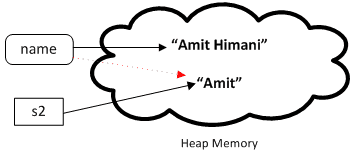 name
“Amit Himani”
“Amit”
s2
Heap Memory